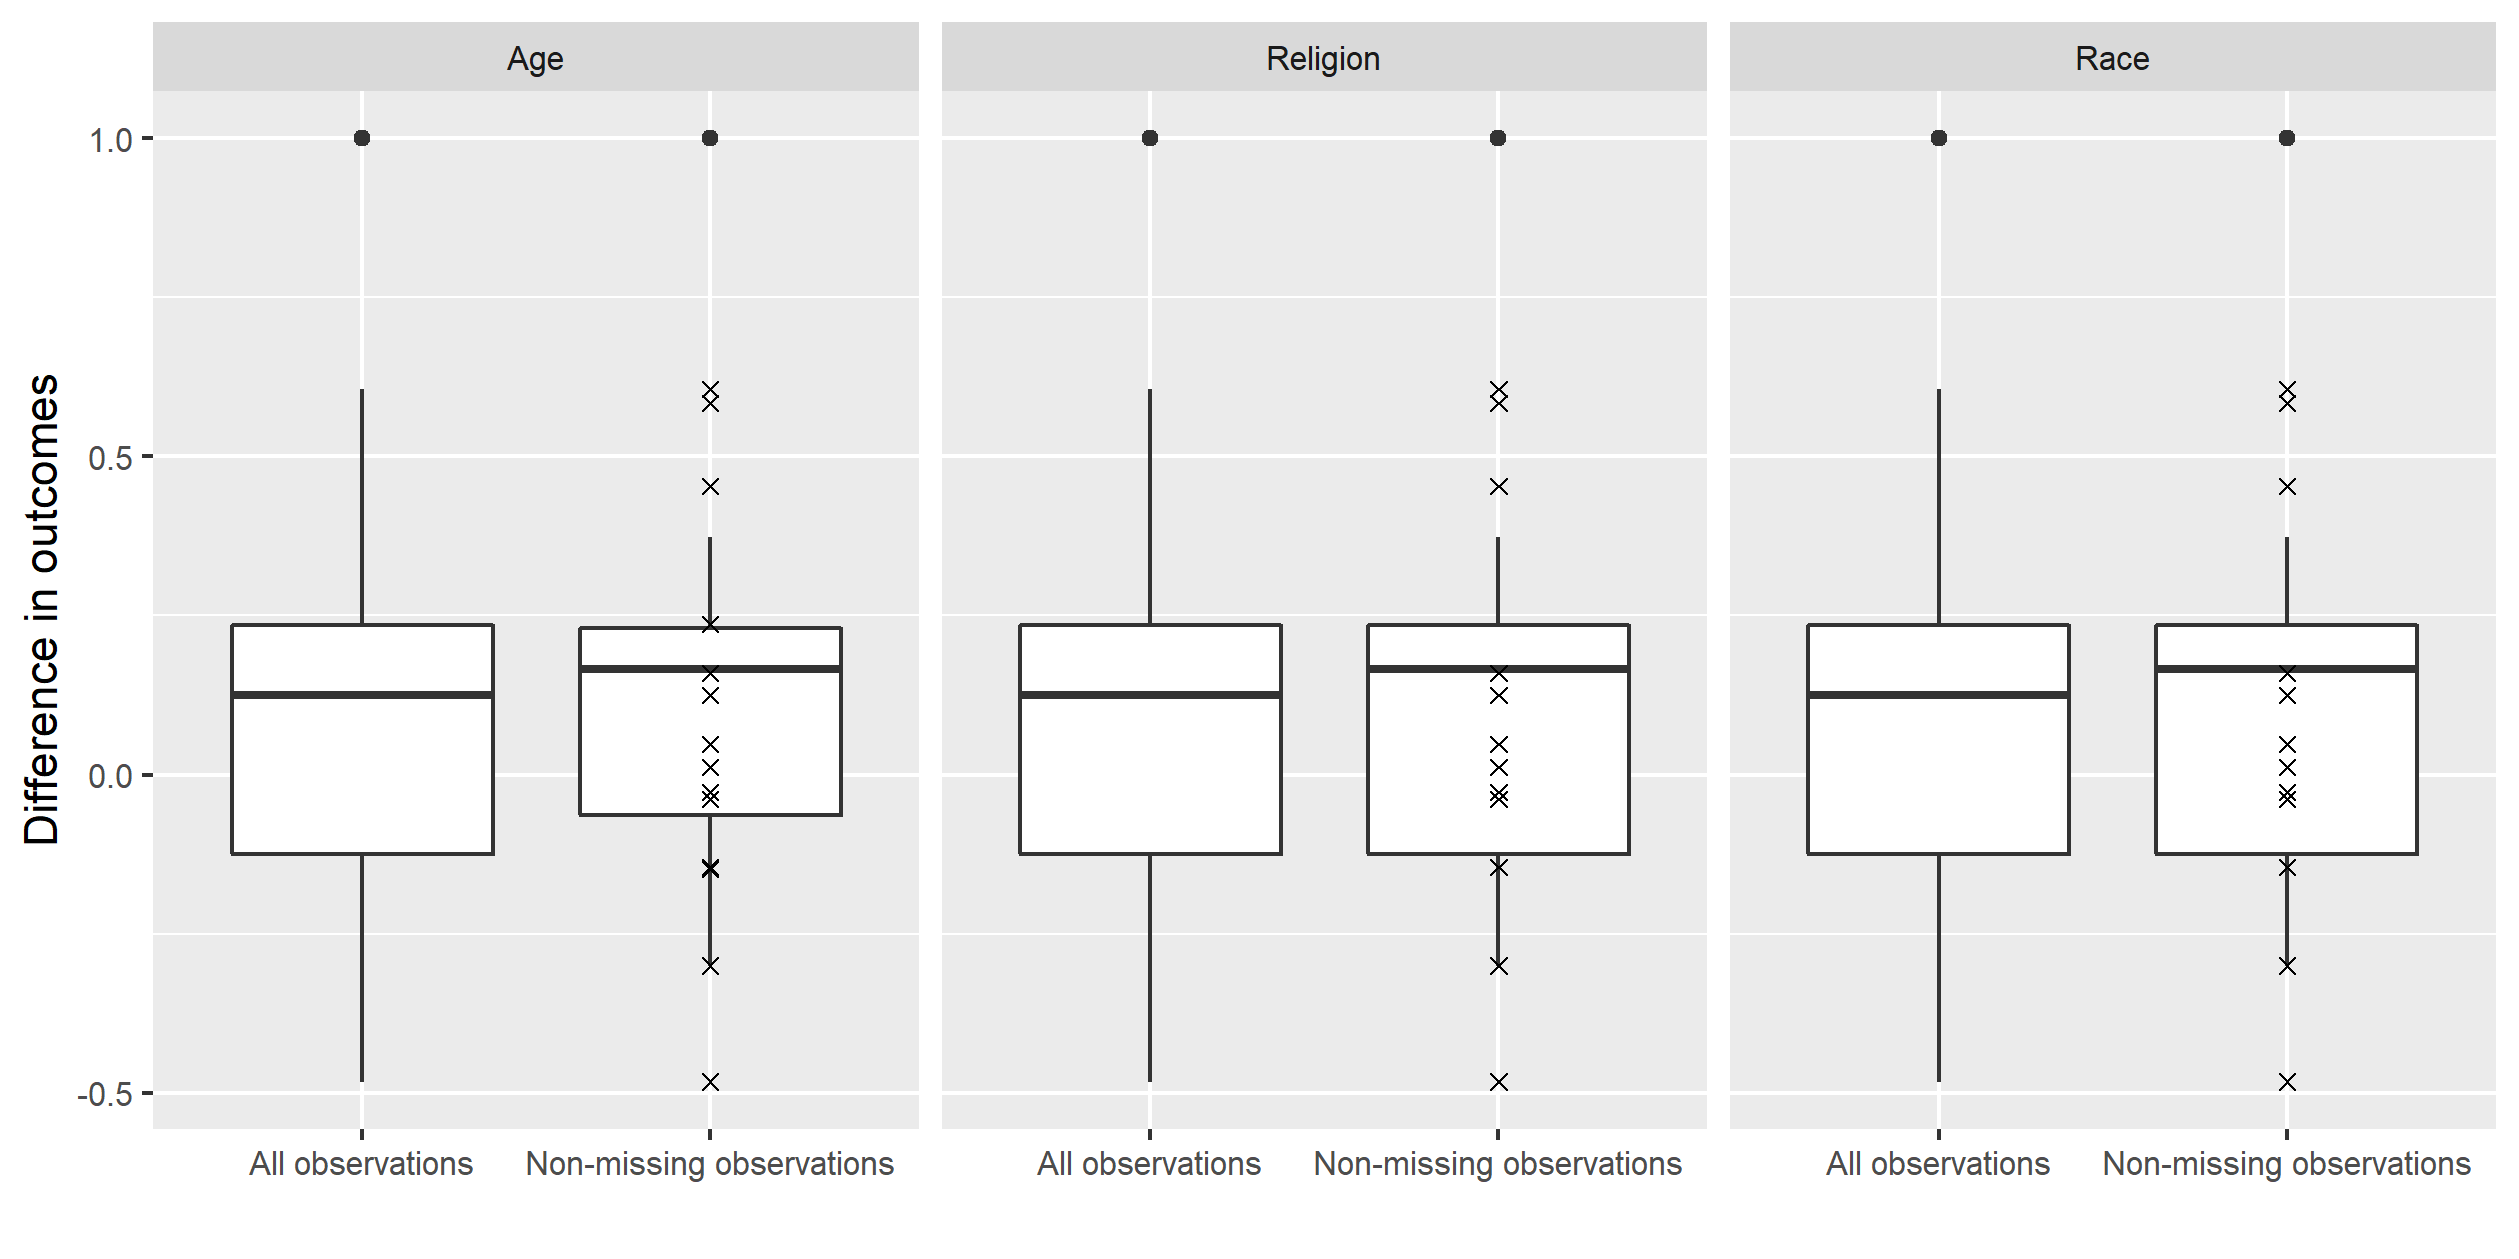 Age
Religion
Race
Difference in outcomes
1.0
0.5
0.0
-0.5
All observations
Non-missing observations
All observations
Non-missing observations
All observations
Non-missing observations